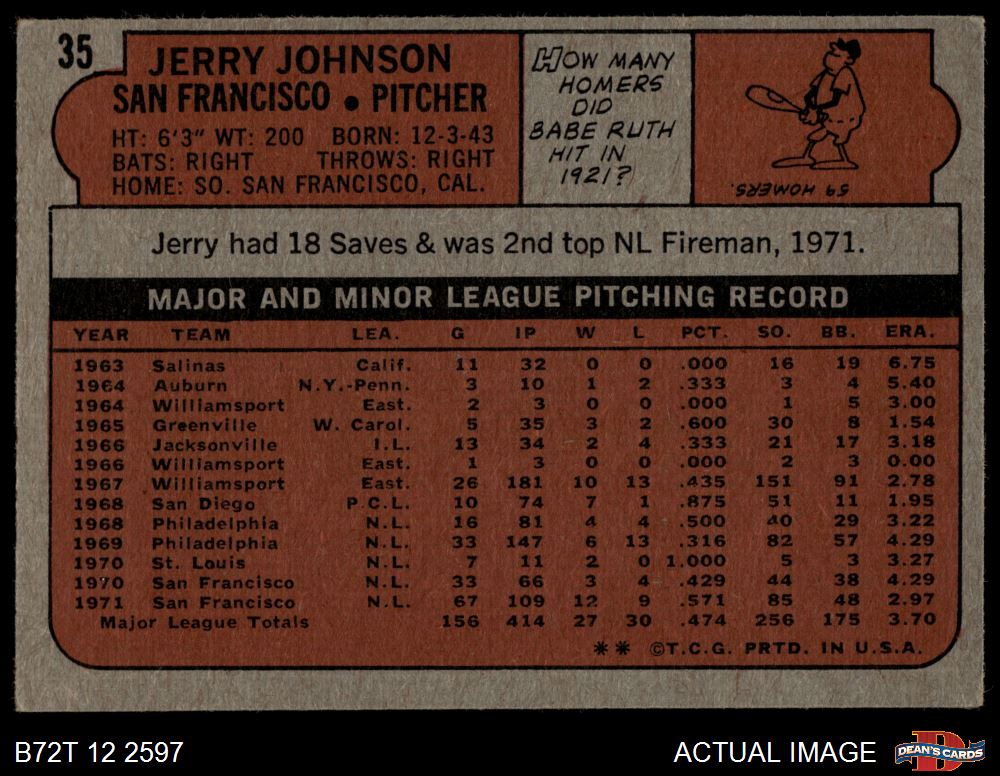 35
JERRY JOHNSON
SAN FRANCISCO • PITCHER
HT: 6'3" WT: 200 BORN: 12-3-43
BATS: RIGHT THROWS: RIGHT
HOME: SO. SAN FRANCISCO, CAL.
HOW MANY
HOMERS
DID
BABE RUTH
HIT IN
1921?
59 HOMERS.
Jerry had 18 Saves & was 2nd top NL Fireman, 1971.
MAJOR AND MINOR LEAGUE PITCHING RECORD
YEAR TEAM LEA. G IP W L PCT. SO. BB. ERA.
1963 Salinas Calif. 11 32 0 0 .000 16 19 6.75
1964 Auburn N.Y.-Penn. 3 10 1 2 .333 3 4 5.40
1964 Williamsport East. 2 3 0 0 .000 1 5 3.00
1965 Greenville W. Carol. 5 35 3 2 .600 30 8 1.54
1966 Jacksonville I.L. 13 34 2 4 .333 21 17 3.18
1966 Williamsport East. 1 3 0 0 .000 2 3 0.00
1967 Williamsport East. 26 181 10 13 .435 151 91 2.78
1968 San Diego P.C.L. 10 74 7 1 .875 51 11 1.95
1968 Philadelphia N.L. 16 81 4 4 .500 40 29 3.22
1969 Philadelphia N.L. 33 147 6 13 .316 82 57 4.29
1970 St. Louis N.L. 7 11 2 0 1.000 5 3 3.27
1970 San Francisco N.L. 33 66 3 4 .429 44 38 4.29
1971 San Francisco N.L. 67 109 12 9 .571 85 48 2.97
Major League Totals 156 414 27 30 .474 256 175 3.70
** ©T.C.G. PRTD. IN U.S.A.
B72T 12 2597
ACTUAL IMAGE
D
DEAN'S CARDS